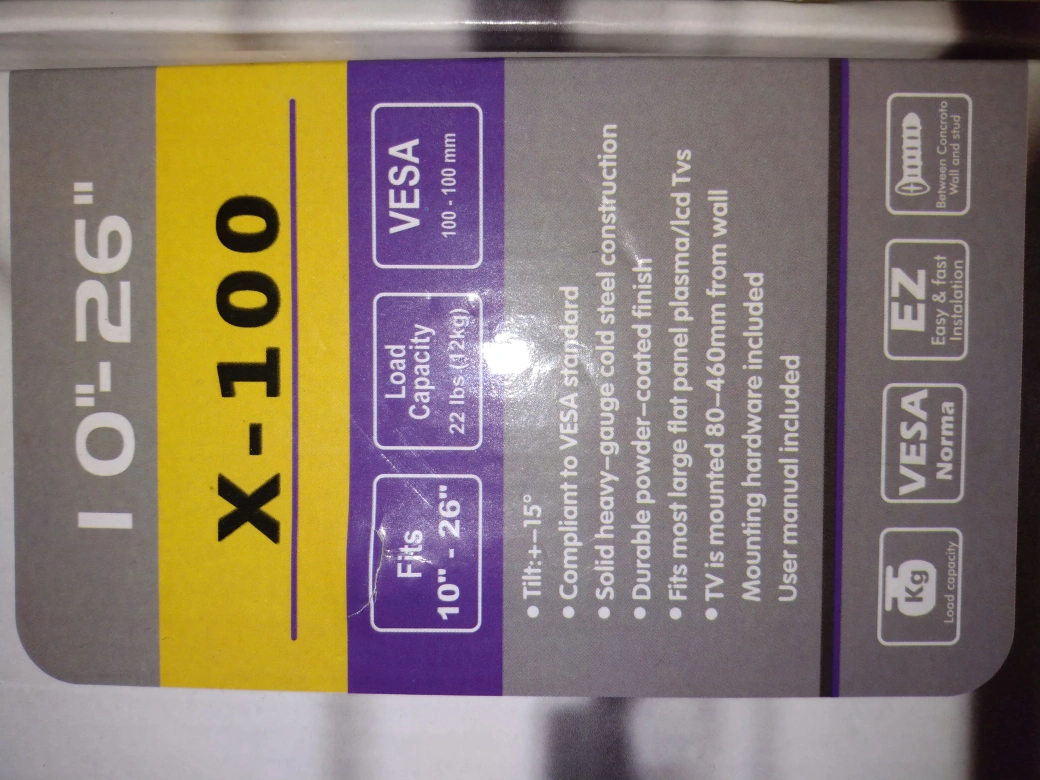 10"-26"
X-100
Fits
10" - 26"
Load
Capacity
22 lbs (12kg)
VESA
100 - 100 mm
• Tilt:+-15°
• Compliant to VESA standard
• Solid heavy-gauge cold steel construction
• Durable powder-coated finish
• Fits most large flat panel plasma/lcd Tvs
• TV is mounted 80-460mm from wall
Mounting hardware included
User manual included
Kg
Load capacity
VESA
Norma
EZ
Easy & fast
Instalation
Between Concroto
Wall and stud